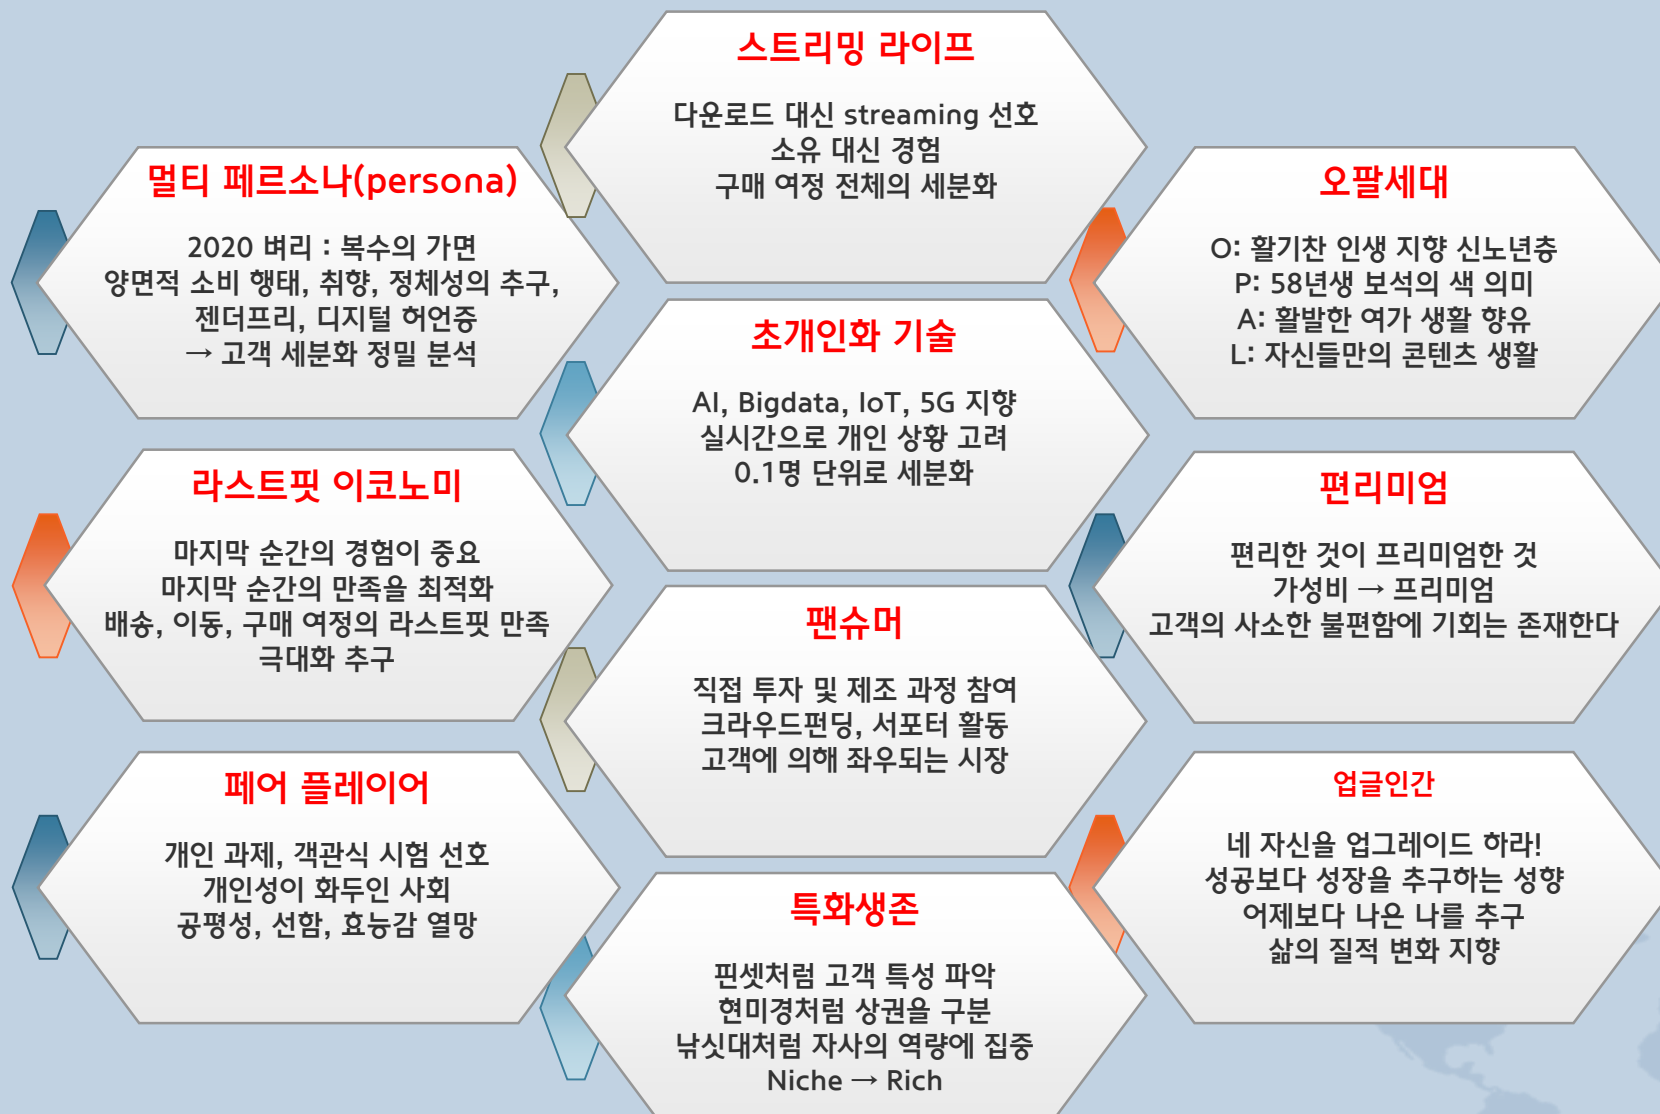 멀티 페르소나(persona)
2020 벼리 : 복수의 가면
양면적 소비 행태, 취향, 정체성의 추구,
젠더프리, 디지털 허언증
→ 고객 세분화 정밀 분석
라스트핏 이코노미
마지막 순간의 경험이 중요
마지막 순간의 만족을 최적화
배송, 이동, 구매 여정의 라스트핏 만족
극대화 추구
페어 플레이어
개인 과제, 객관식 시험 선호
개인성이 화두인 사회
공평성, 선함, 효능감 열망
스트리밍 라이프
다운로드 대신 streaming 선호
소유 대신 경험
구매 여정 전체의 세분화
초개인화 기술
AI, Bigdata, IoT, 5G 지향
실시간으로 개인 상황 고려
0.1명 단위로 세분화
팬슈머
직접 투자 및 제조 과정 참여
크라우드펀딩, 서포터 활동
고객에 의해 좌우되는 시장
특화생존
핀셋처럼 고객 특성 파악
현미경처럼 상권을 구분
낚싯대처럼 자사의 역량에 집중
Niche → Rich
오팔세대
O: 활기찬 인생 지향 신노년층
P: 58년생 보석의 색 의미
A: 활발한 여가 생활 향유
L: 자신들만의 콘텐츠 생활
편리미엄
편리한 것이 프리미엄한 것
가성비 → 프리미엄
고객의 사소한 불편함에 기회는 존재한다
업글인간
네 자신을 업그레이드 하라!
성공보다 성장을 추구하는 성향
어제보다 나은 나를 추구
삶의 질적 변화 지향